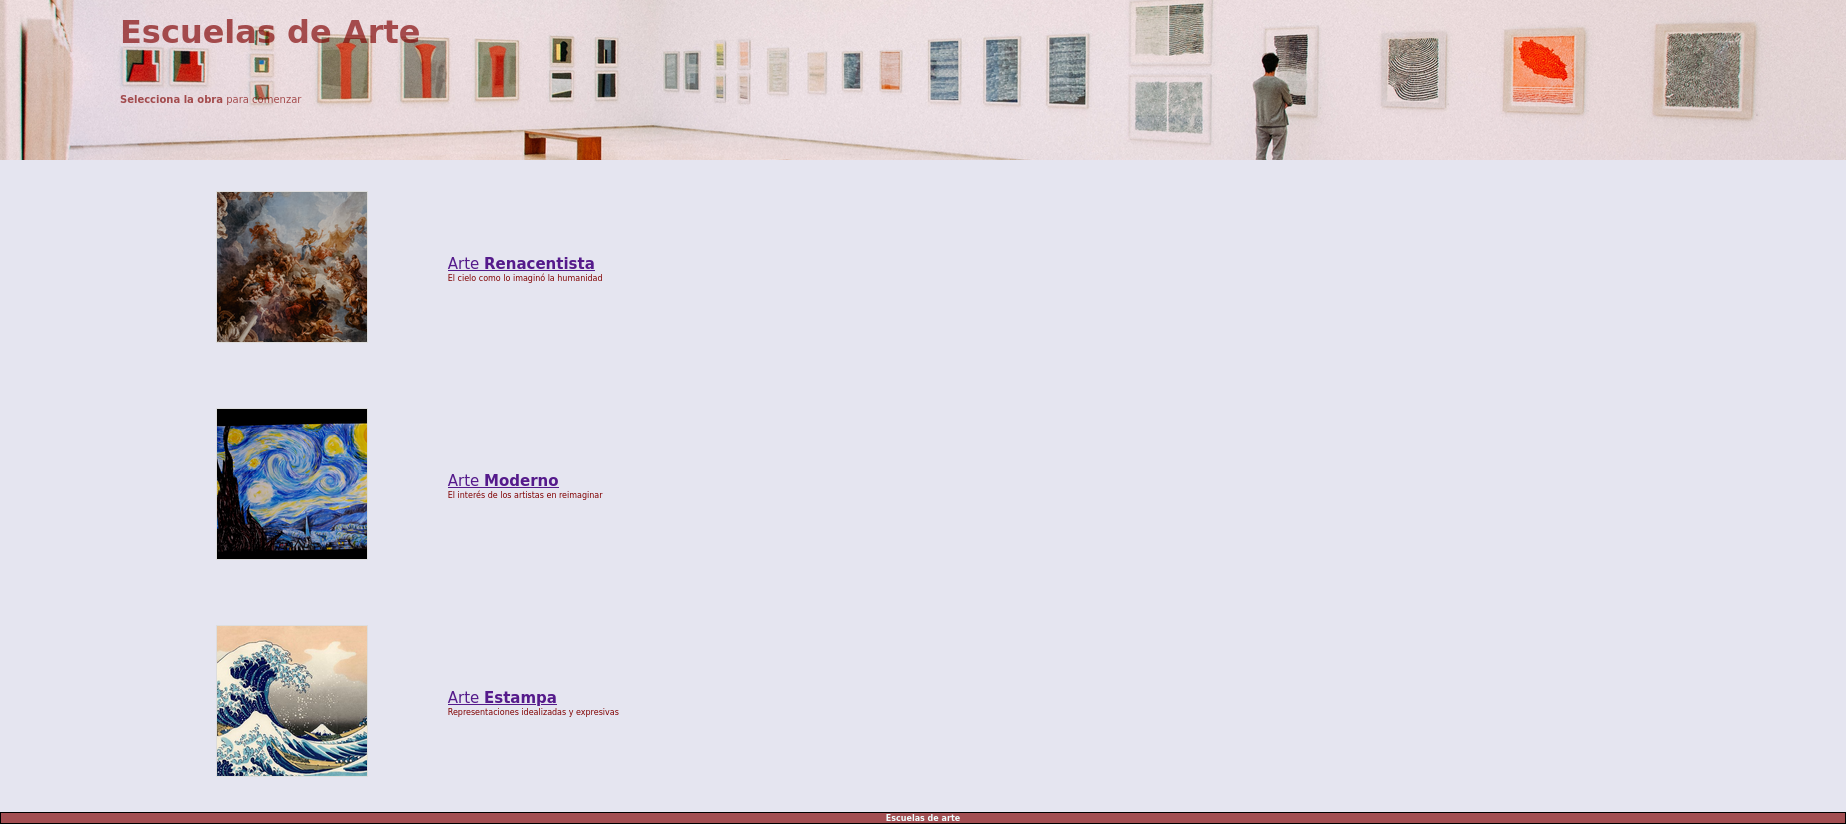 Escuelas de Arte
Selecciona la obra para comenzar
Arte Renacentista
El cielo como lo imaginó la humanidad
Arte Moderno
El interés de los artistas en reimaginar
Arte Estampa
Representaciones idealizadas y expresivas
Escuelas de arte